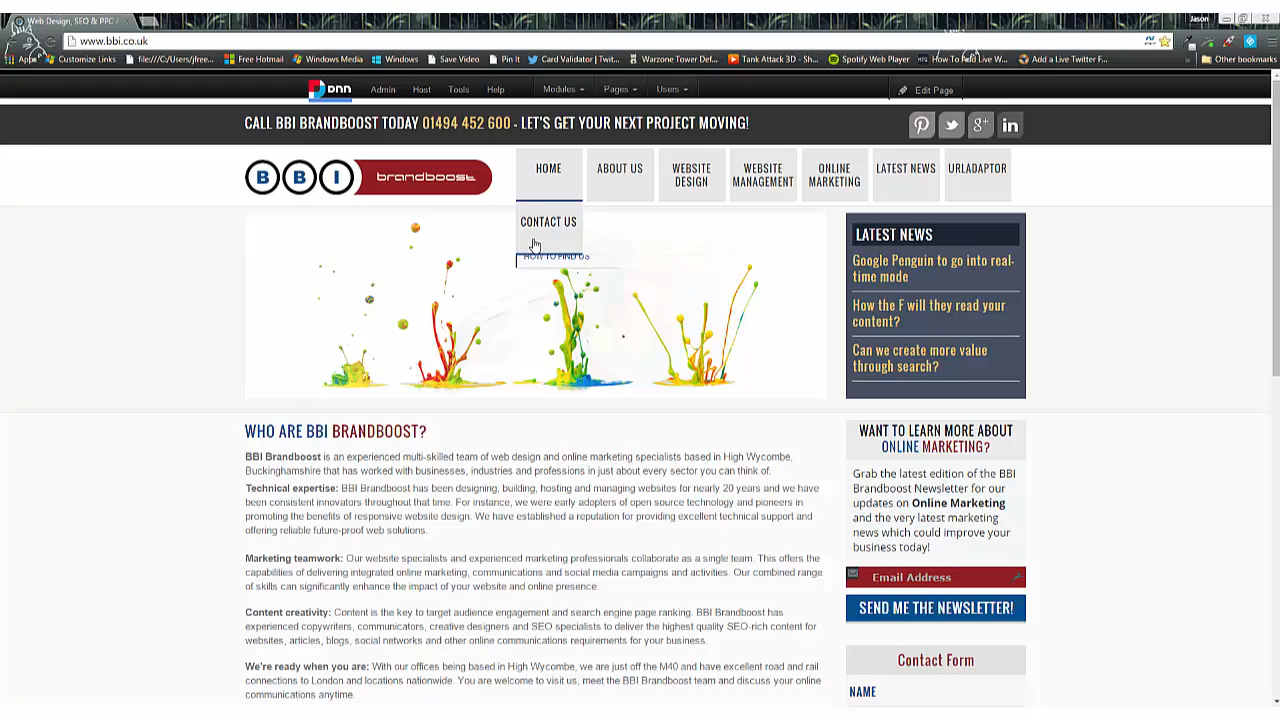 Web Design, SEO & PPC /
Jason
www.bbi.co.uk
Apps Customize Links file:///C:/Users/jfree... Free Hotmail Windows Media Windows Save Video Pin It Card Validator | Twit... Warzone Tower Def... Tank Attack 3D - Sh... Spotify Web Player How To Find Live W... Add a Live Twitter F... Other bookmarks
DNN Admin Host Tools Help Modules Pages Users Edit Page
CALL BBI BRANDBOOST TODAY 01494 452 600 - LET'S GET YOUR NEXT PROJECT MOVING!
BBI brandboost
HOME
ABOUT US
WEBSITE
DESIGN
WEBSITE
MANAGEMENT
ONLINE
MARKETING
LATEST NEWS
URLADAPTOR
CONTACT US
HOW TO FIND US
LATEST NEWS
Google Penguin to go into real-
time mode
How the F will they read your
content?
Can we create more value
through search?
WHO ARE BBI BRANDBOOST?
BBI Brandboost is an experienced multi-skilled team of web design and online marketing specialists based in High Wycombe,
Buckinghamshire that has worked with businesses, industries and professions in just about every sector you can think of.
Technical expertise: BBI Brandboost has been designing, building, hosting and managing websites for nearly 20 years and we have
been consistent innovators throughout that time. For instance, we were early adopters of open source technology and pioneers in
promoting the benefits of responsive website design. We have established a reputation for providing excellent technical support and
offering reliable future-proof web solutions.
Marketing teamwork: Our website specialists and experienced marketing professionals collaborate as a single team. This offers the
capabilities of delivering integrated online marketing, communications and social media campaigns and activities. Our combined range
of skills can significantly enhance the impact of your website and online presence.
Content creativity: Content is the key to target audience engagement and search engine page ranking. BBI Brandboost has
experienced copywriters, communicators, creative designers and SEO specialists to deliver the highest quality SEO-rich content for
websites, articles, blogs, social networks and other online communications requirements for your business.
We're ready when you are: With our offices being based in High Wycombe, we are just off the M40 and have excellent road and rail
connections to London and locations nationwide. You are welcome to visit us, meet the BBI Brandboost team and discuss your online
communications anytime.
WANT TO LEARN MORE ABOUT
ONLINE MARKETING?
Grab the latest edition of the BBI
Brandboost Newsletter for our
updates on Online Marketing
and the very latest marketing
news which could improve your
business today!
Email Address
SEND ME THE NEWSLETTER!
Contact Form
NAME